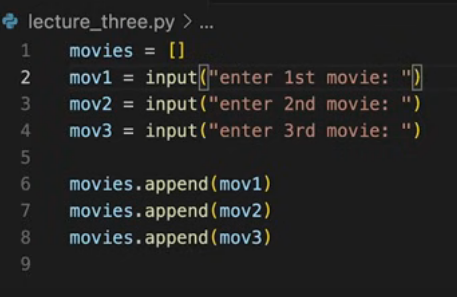 lecture_three.py > ...
1 movies = []
2 mov1 = input("enter 1st movie: ")
3 mov2 = input("enter 2nd movie: ")
4 mov3 = input("enter 3rd movie: ")
5
6 movies.append(mov1)
7 movies.append(mov2)
8 movies.append(mov3)
9